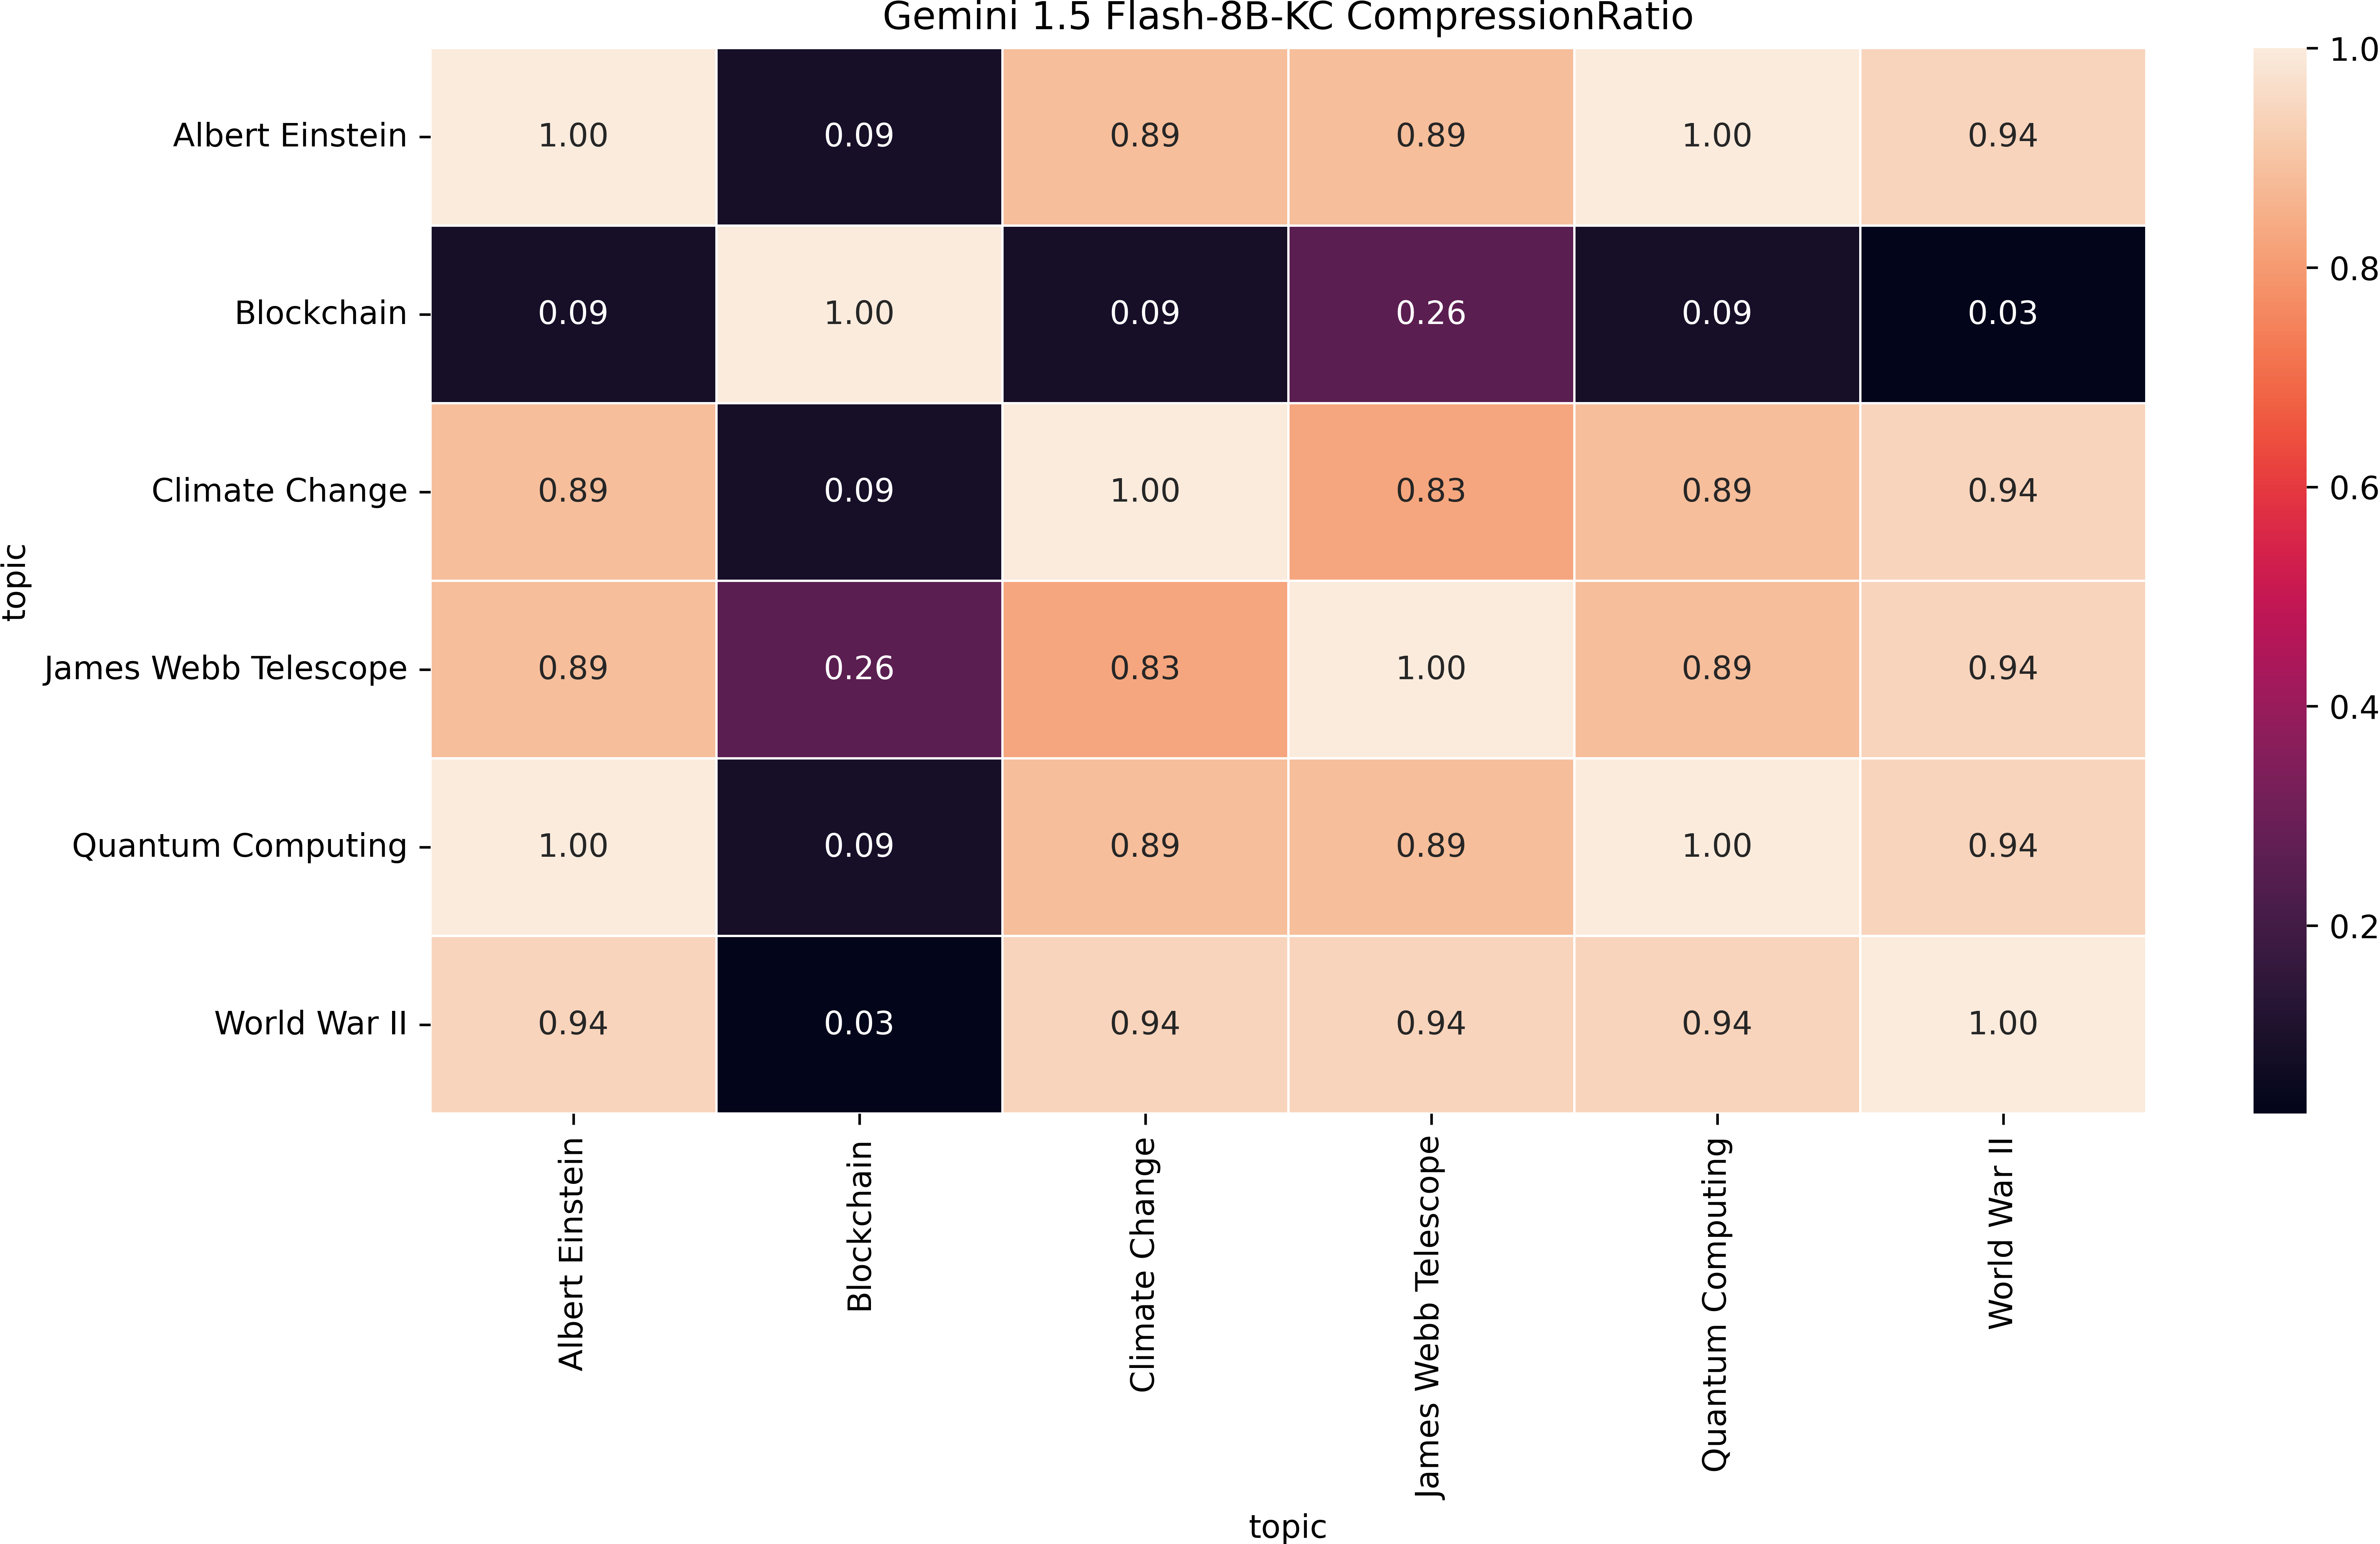 Gemini 1.5 Flash-8B-KC CompressionRatio
Albert Einstein 1.00 0.09 0.89 0.89 1.00 0.94
Blockchain 0.09 1.00 0.09 0.26 0.09 0.03
Climate Change 0.89 0.09 1.00 0.83 0.89 0.94
James Webb Telescope 0.89 0.26 0.83 1.00 0.89 0.94
Quantum Computing 1.00 0.09 0.89 0.89 1.00 0.94
World War II 0.94 0.03 0.94 0.94 0.94 1.00
topic
Albert Einstein
Blockchain
Climate Change
James Webb Telescope
Quantum Computing
World War II
topic
1.0
0.8
0.6
0.4
0.2